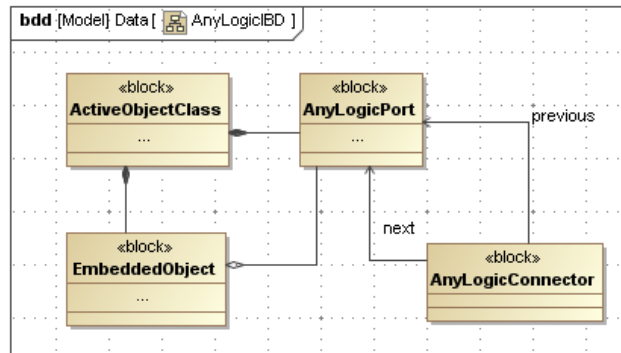 bdd [Model] Data [ AnyLogicIBD ]
«block»
ActiveObjectClass
...
«block»
AnyLogicPort
...
previous
next
«block»
EmbeddedObject
...
«block»
AnyLogicConnector